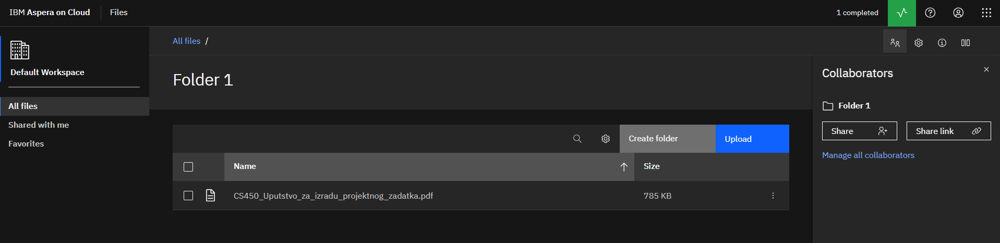 IBM Aspera on Cloud
Files
1 completed
Default Workspace
All files
Shared with me
Favorites
All files /
Folder 1
Create folder
Upload
Name
Size
CS450_Uputstvo_za_izradu_projektnog_zadatka.pdf
785 KB
Collaborators
Folder 1
Share
Share link
Manage all collaborators